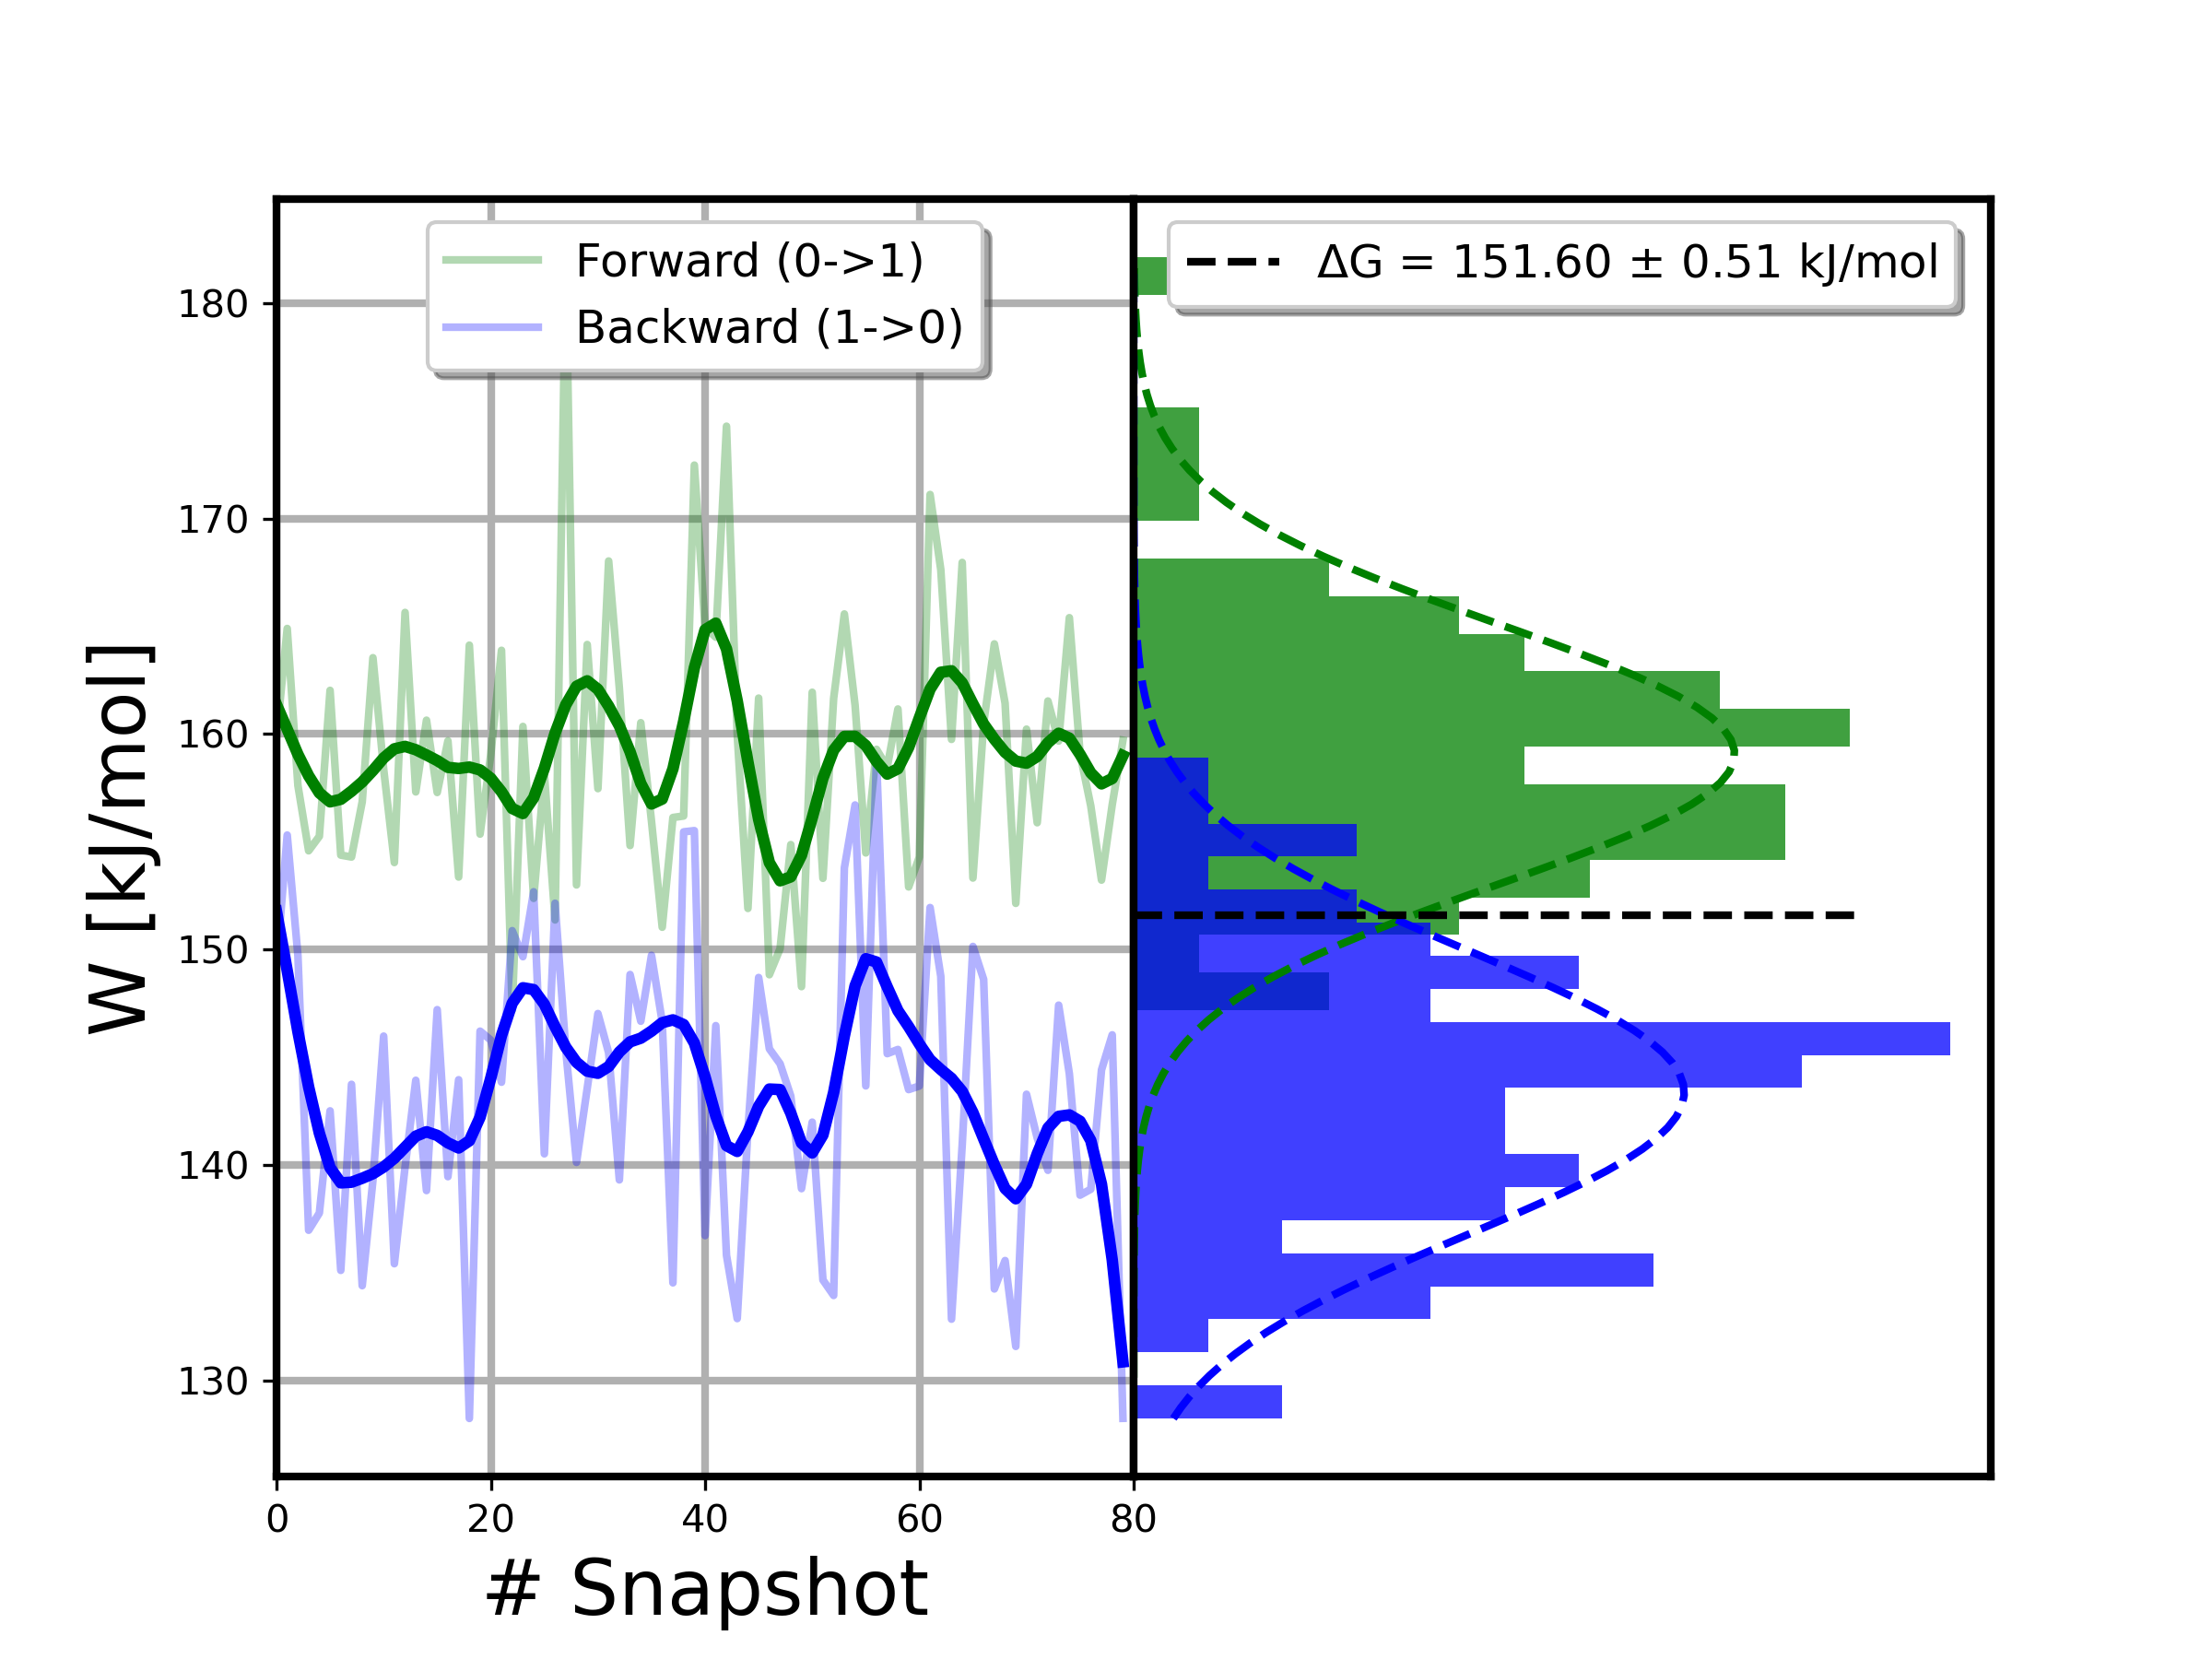 Forward (0->1)
Backward (1->0)
ΔG = 151.60 ± 0.51 kJ/mol
180
170
160
150
140
130
W [kJ/mol]
0
20
40
60
80
# Snapshot